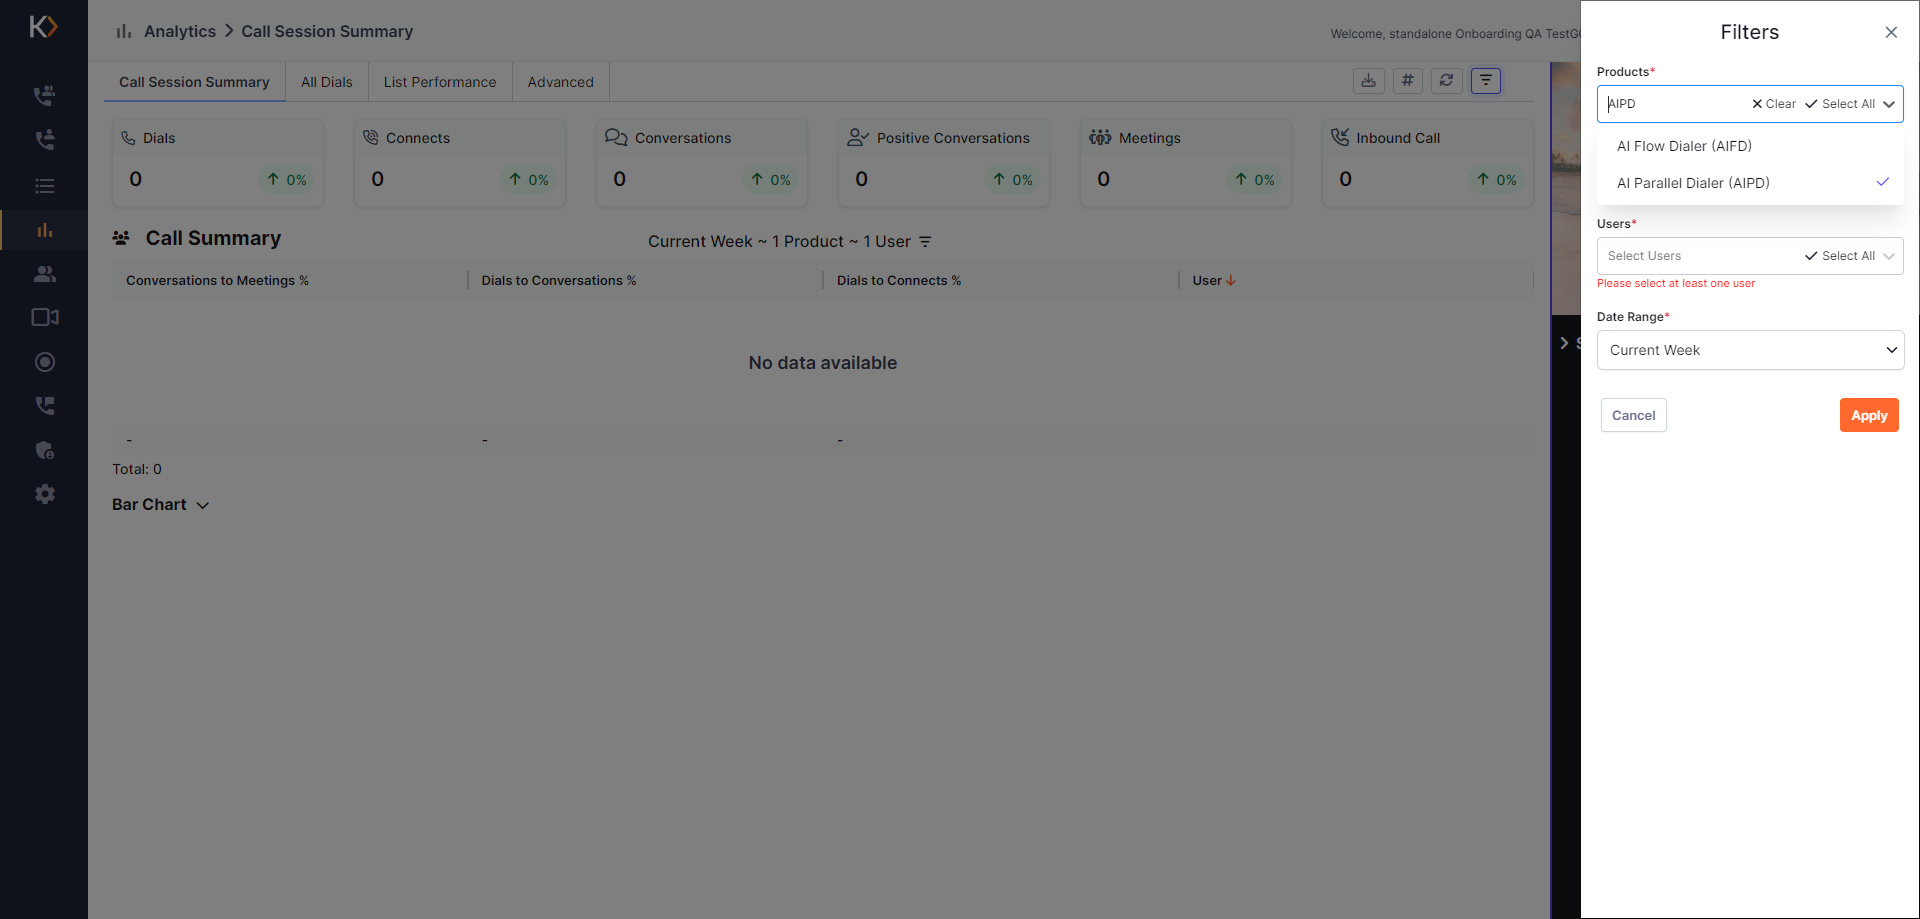 Analytics > Call Session Summary
Welcome, standalone Onboarding QA TestG
Call Session Summary
All Dials
List Performance
Advanced
Dials
0
0%
Connects
0
0%
Conversations
0
0%
Positive Conversations
0
0%
Meetings
0
0%
Inbound Call
0
0%
Call Summary
Current Week ~ 1 Product ~ 1 User
Conversations to Meetings %
Dials to Conversations %
Dials to Connects %
User
No data available
- - -
Total: 0
Bar Chart
Filters
Products*
AIPD
Clear
Select All
AI Flow Dialer (AIFD)
AI Parallel Dialer (AIPD)
Users*
Select Users
Select All
Please select at least one user
Date Range*
Current Week
Cancel
Apply